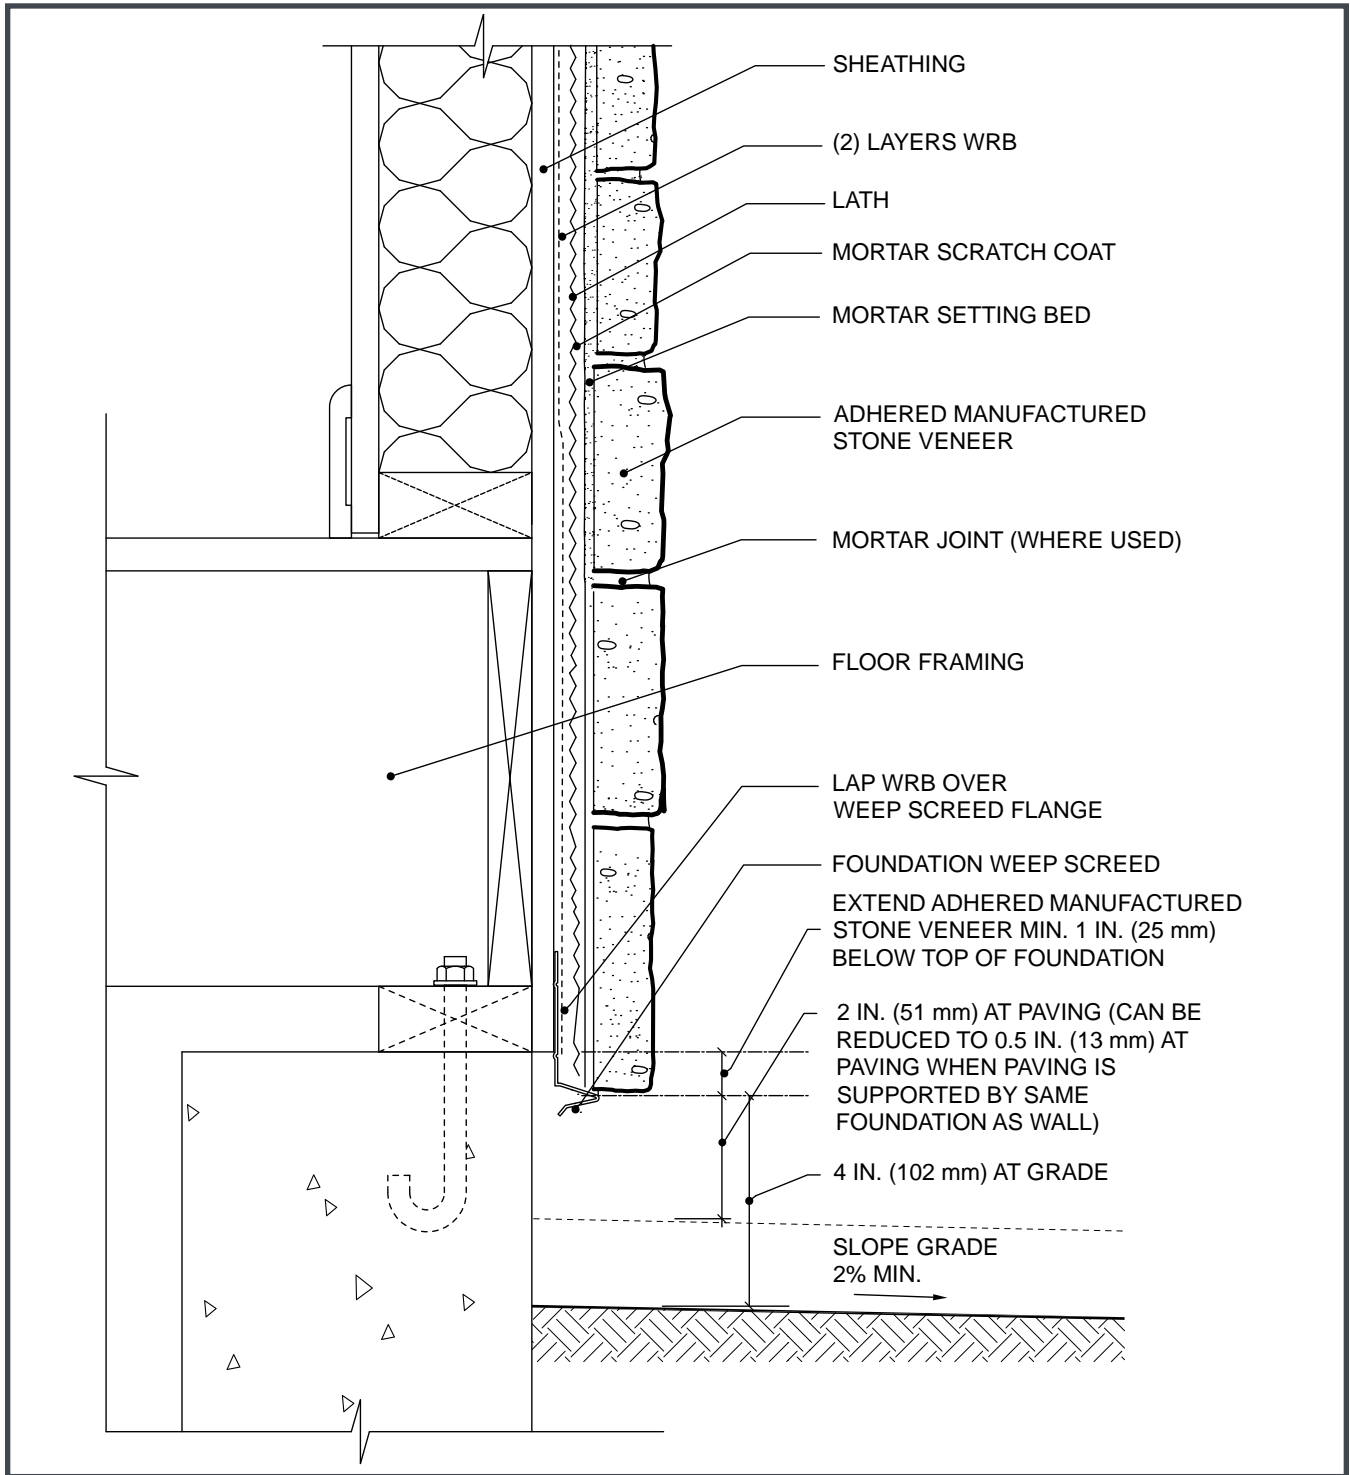 SHEATHING
(2) LAYERS WRB
LATH
MORTAR SCRATCH COAT
MORTAR SETTING BED
ADHERED MANUFACTURED
STONE VENEER
MORTAR JOINT (WHERE USED)
FLOOR FRAMING
LAP WRB OVER
WEEP SCREED FLANGE
FOUNDATION WEEP SCREED
EXTEND ADHERED MANUFACTURED
STONE VENEER MIN. 1 IN. (25 mm)
BELOW TOP OF FOUNDATION
2 IN. (51 mm) AT PAVING (CAN BE
REDUCED TO 0.5 IN. (13 mm) AT
PAVING WHEN PAVING IS
SUPPORTED BY SAME
FOUNDATION AS WALL)
4 IN. (102 mm) AT GRADE
SLOPE GRADE
2% MIN.